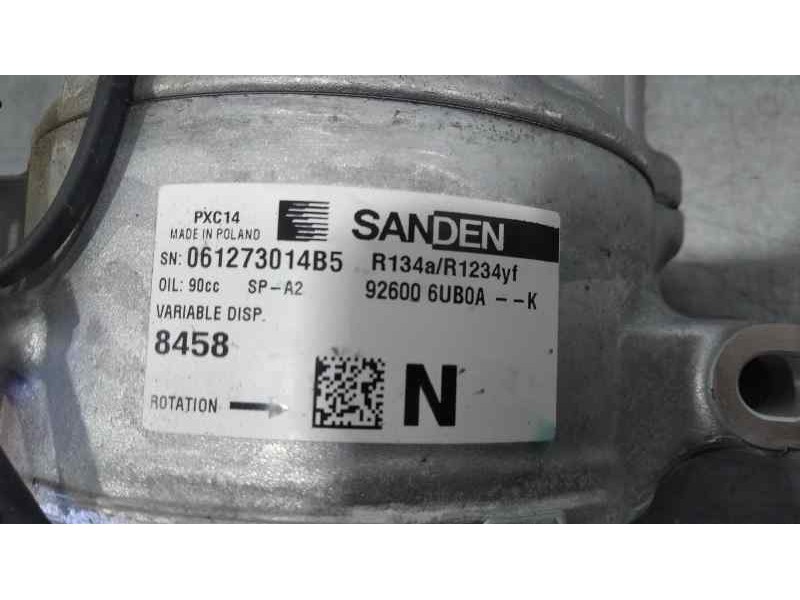 PXC14
MADE IN POLAND
SANDEN
SN: 061273014B5
R134a/R1234yf
OIL: 90cc SP-A2
92600 6UB0A --K
VARIABLE DISP.
8458
ROTATION
N